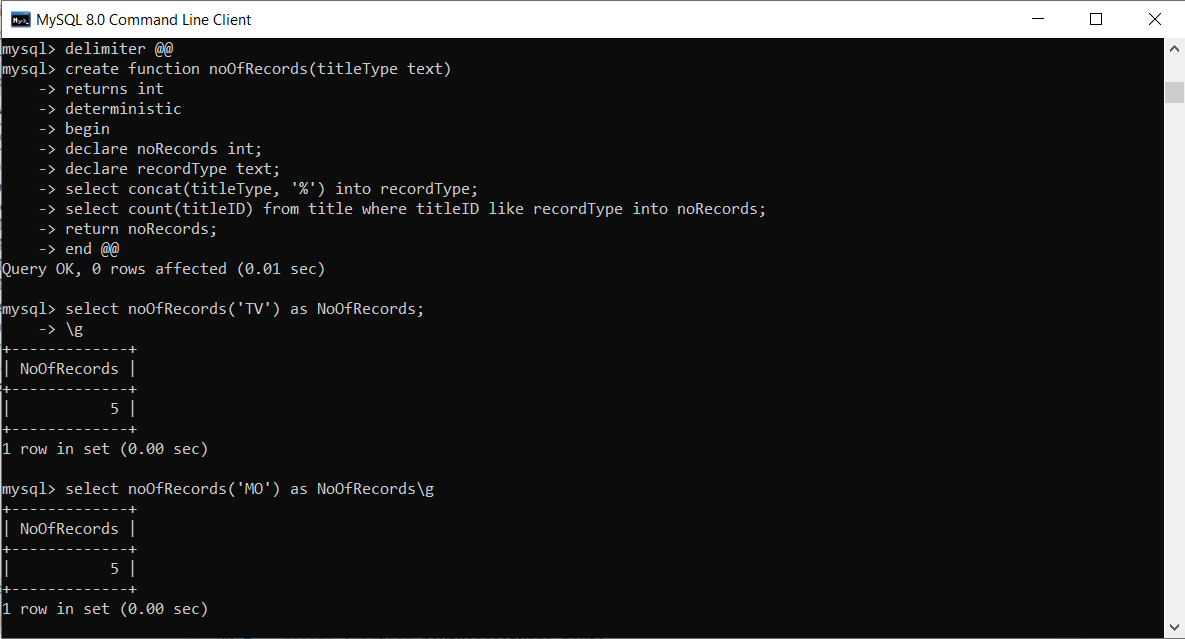 MySQL 8.0 Command Line Client
mysql> delimiter @@
mysql> create function noOfRecords(titleType text)
    -> returns int
    -> deterministic
    -> begin
    -> declare noRecords int;
    -> declare recordType text;
    -> select concat(titleType, '%') into recordType;
    -> select count(titleID) from title where titleID like recordType into noRecords;
    -> return noRecords;
    -> end @@
Query OK, 0 rows affected (0.01 sec)

mysql> select noOfRecords('TV') as NoOfRecords;
    -> \g
+-------------+
| NoOfRecords |
+-------------+
|           5 |
+-------------+
1 row in set (0.00 sec)

mysql> select noOfRecords('MO') as NoOfRecords\g
+-------------+
| NoOfRecords |
+-------------+
|           5 |
+-------------+
1 row in set (0.00 sec)